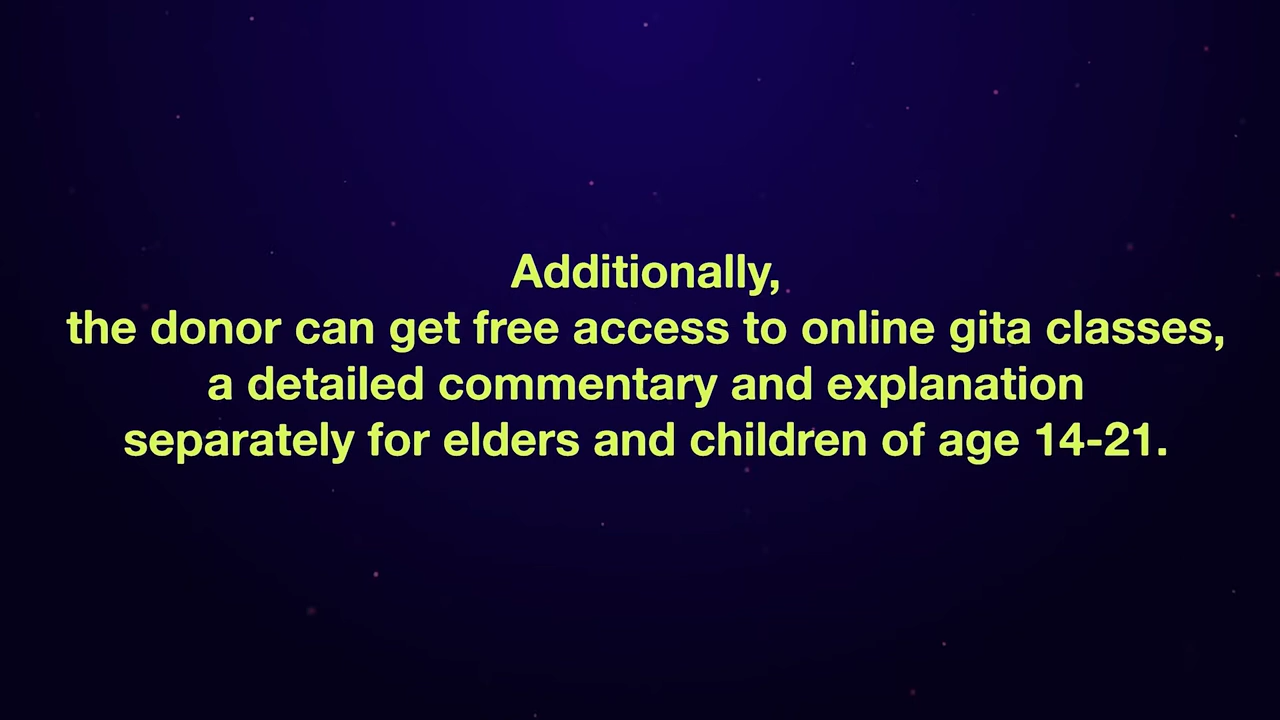 Additionally,
the donor can get free access to online gita classes,
a detailed commentary and explanation
separately for elders and children of age 14-21.